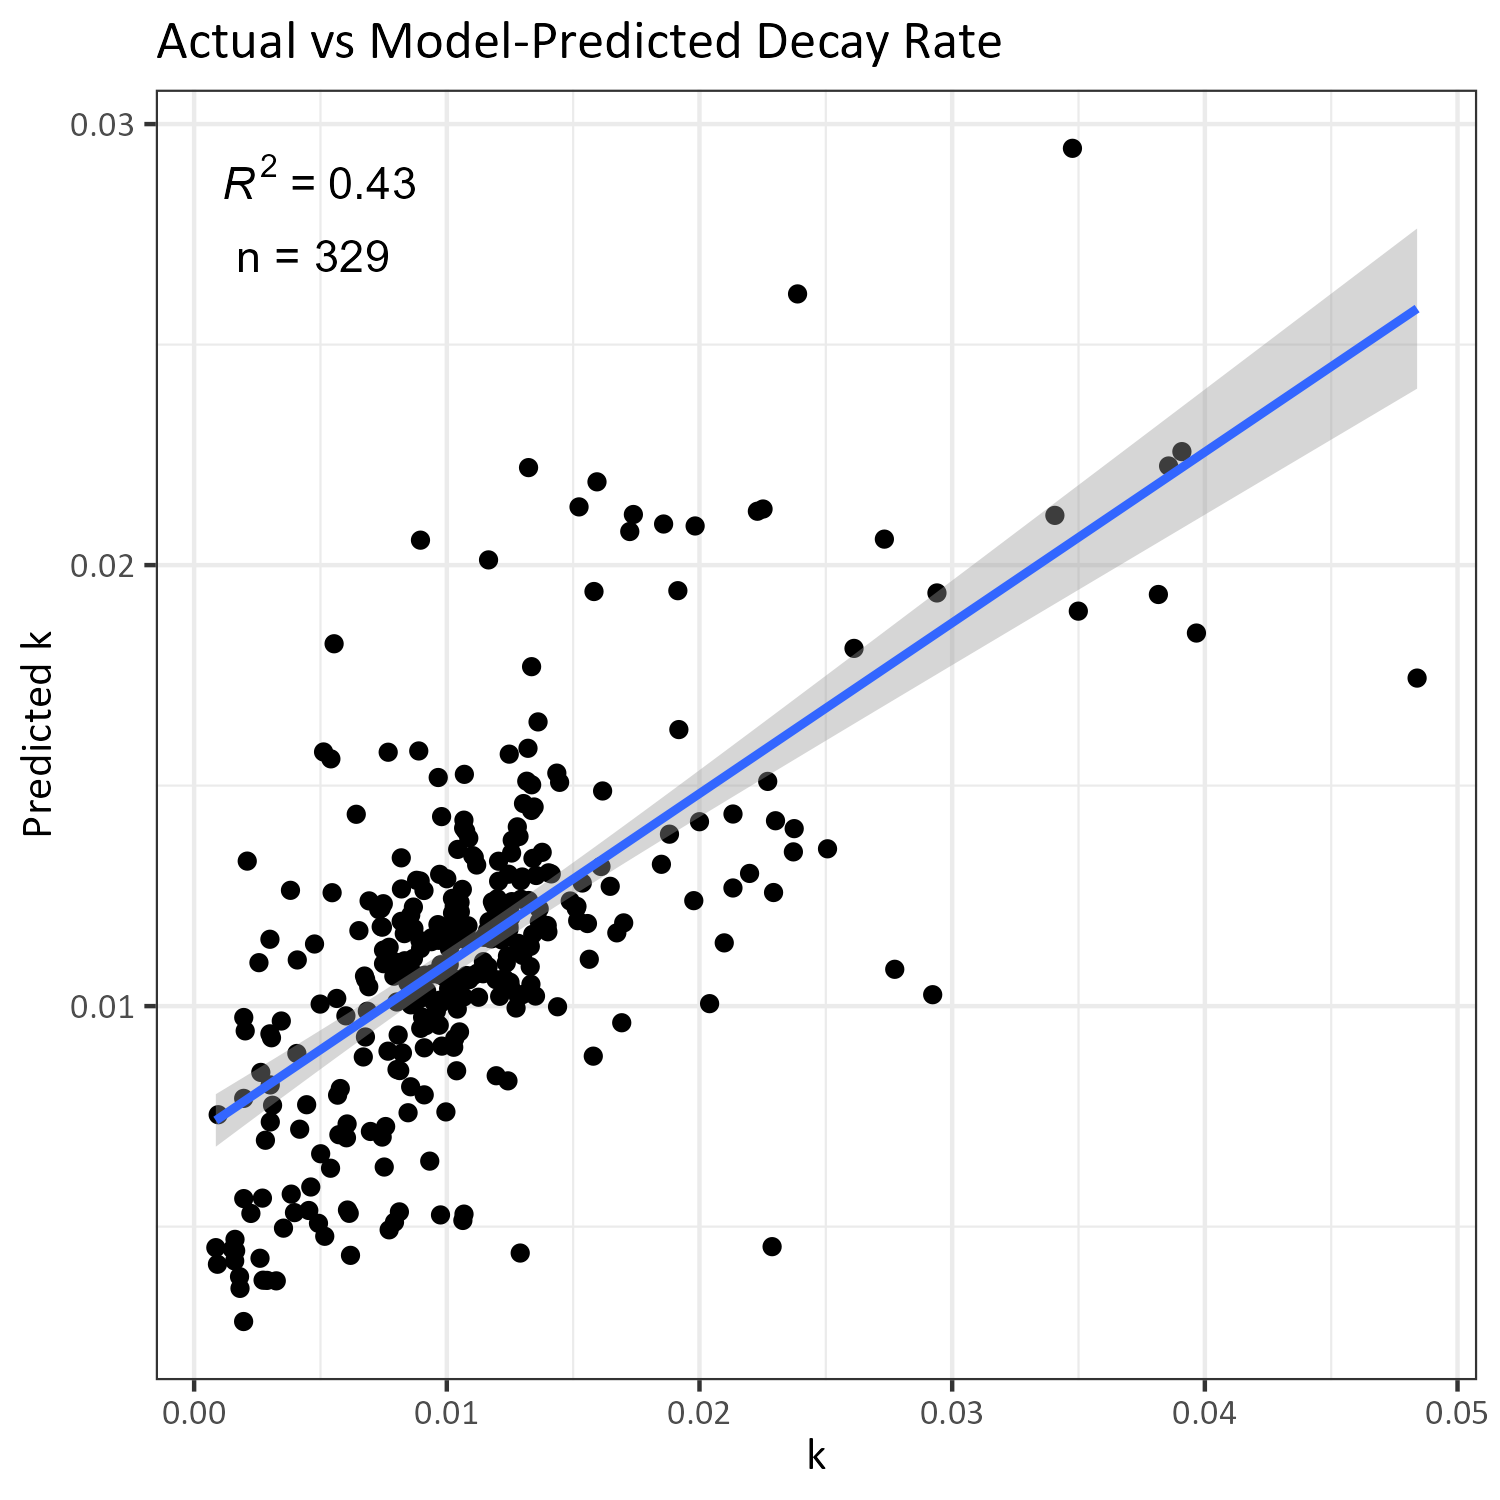 Actual vs Model-Predicted Decay Rate
0.03
R² = 0.43
n = 329
0.02
Predicted k
0.01
0.00 0.01 0.02 0.03 0.04 0.05
k